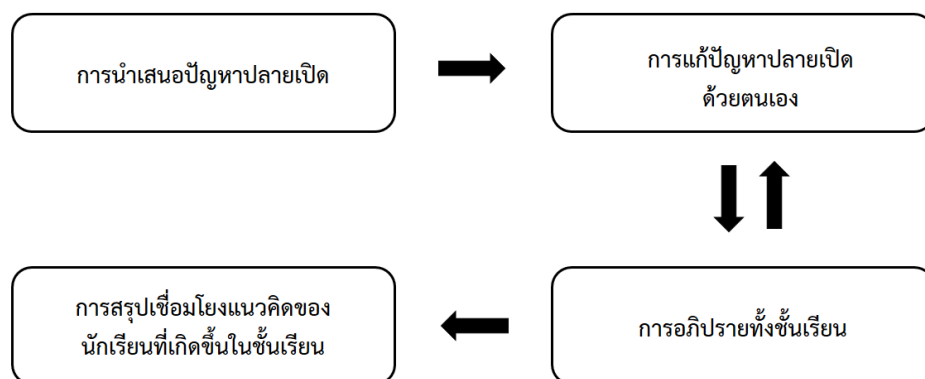 การนำเสนอปัญหาปลายเปิด
การแก้ปัญหาปลายเปิด
ด้วยตนเอง
การสรุปเชื่อมโยงแนวคิดของ
นักเรียนที่เกิดขึ้นในชั้นเรียน
การอภิปรายทั้งชั้นเรียน